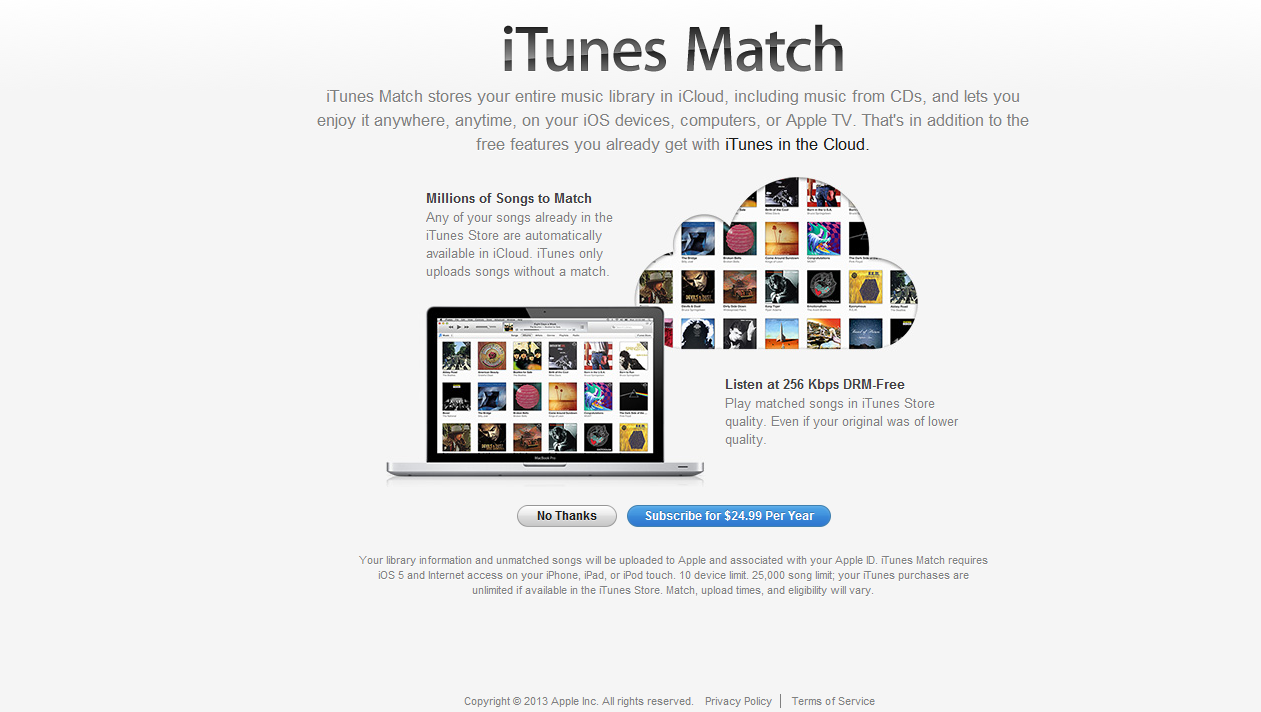 iTunes Match
iTunes Match stores your entire music library in iCloud, including music from CDs, and lets you
enjoy it anywhere, anytime, on your iOS devices, computers, or Apple TV. That's in addition to the
free features you already get with iTunes in the Cloud.
Millions of Songs to Match
Any of your songs already in the
iTunes Store are automatically
available in iCloud. iTunes only
uploads songs without a match.
MacBook Pro
Listen at 256 Kbps DRM-Free
Play matched songs in iTunes Store
quality. Even if your original was of lower
quality.
No Thanks
Subscribe for $24.99 Per Year
Your library information and unmatched songs will be uploaded to Apple and associated with your Apple ID. iTunes Match requires
iOS 5 and Internet access on your iPhone, iPad, or iPod touch. 10 device limit. 25,000 song limit; your iTunes purchases are
unlimited if available in the iTunes Store. Match, upload times, and eligibility will vary.
Copyright © 2013 Apple Inc. All rights reserved. Privacy Policy | Terms of Service